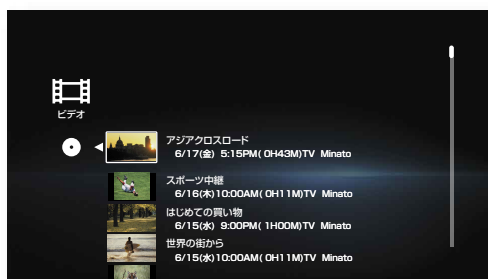 ビデオ
アジアクロスロード
6/17(金) 5:15PM( 0H43M)TV Minato
スポーツ中継
6/16(木)10:00AM( 0H11M)TV Minato
はじめての買い物
6/15(水) 9:00PM( 1H00M)TV Minato
世界の街から
6/15(水)10:00AM( 0H11M)TV Minato